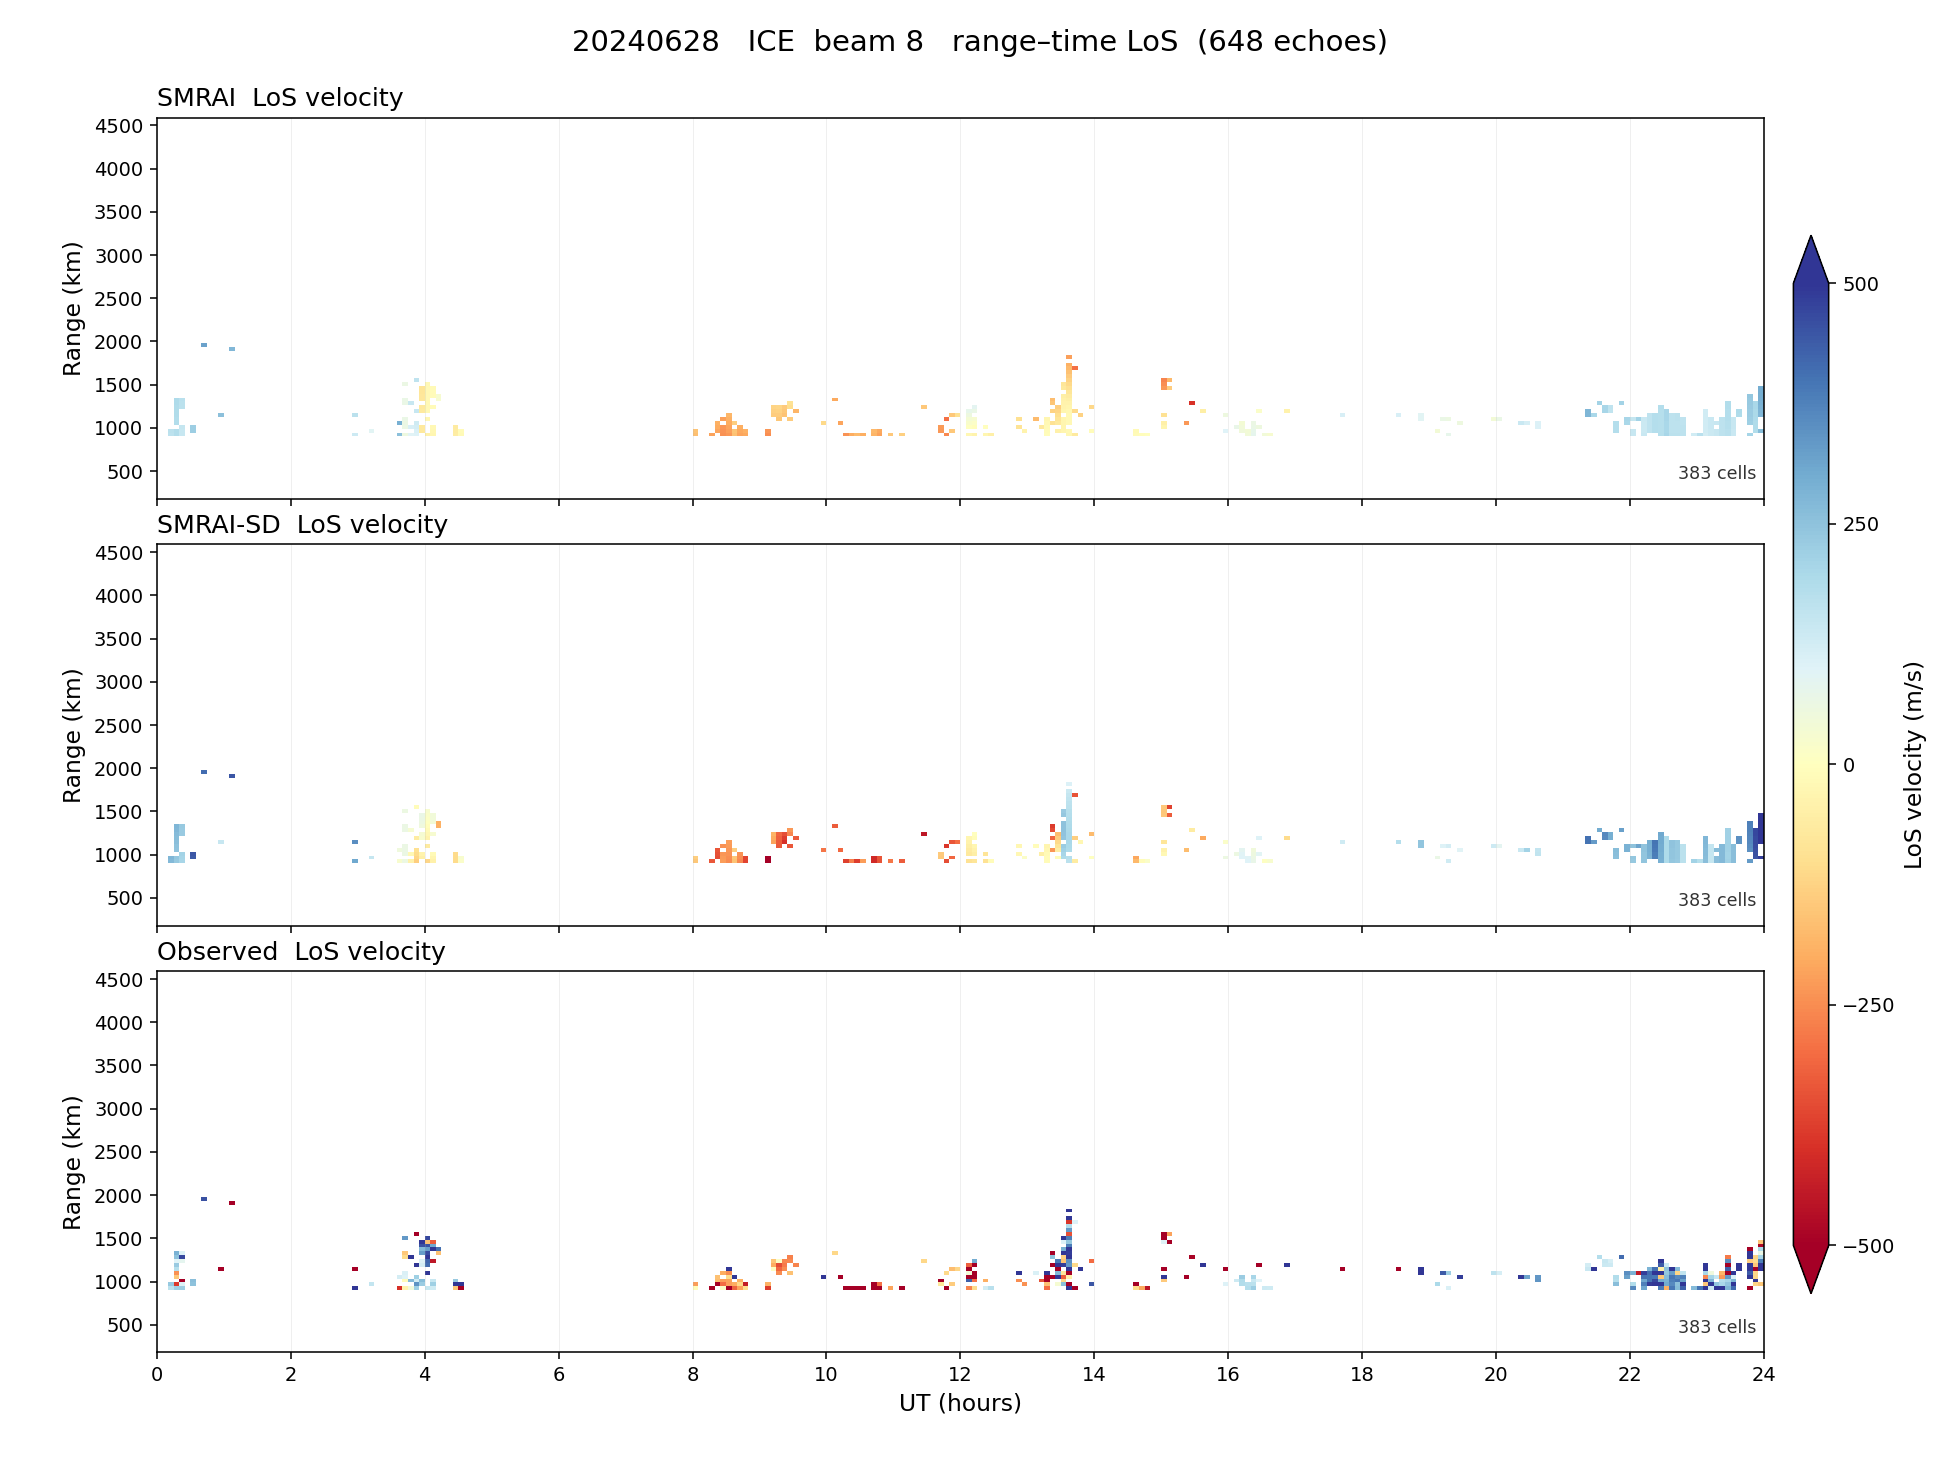 20240628   ICE  beam 8   range–time LoS  (648 echoes)
SMRAI  LoS velocity
4500
4000
3500
3000
2500
2000
1500
1000
500
Range (km)
383 cells
SMRAI-SD  LoS velocity
4500
4000
3500
3000
2500
2000
1500
1000
500
Range (km)
383 cells
Observed  LoS velocity
4500
4000
3500
3000
2500
2000
1500
1000
500
Range (km)
383 cells
0 2 4 6 8 10 12 14 16 18 20 22 24
UT (hours)
500
250
0
−250
−500
LoS velocity (m/s)